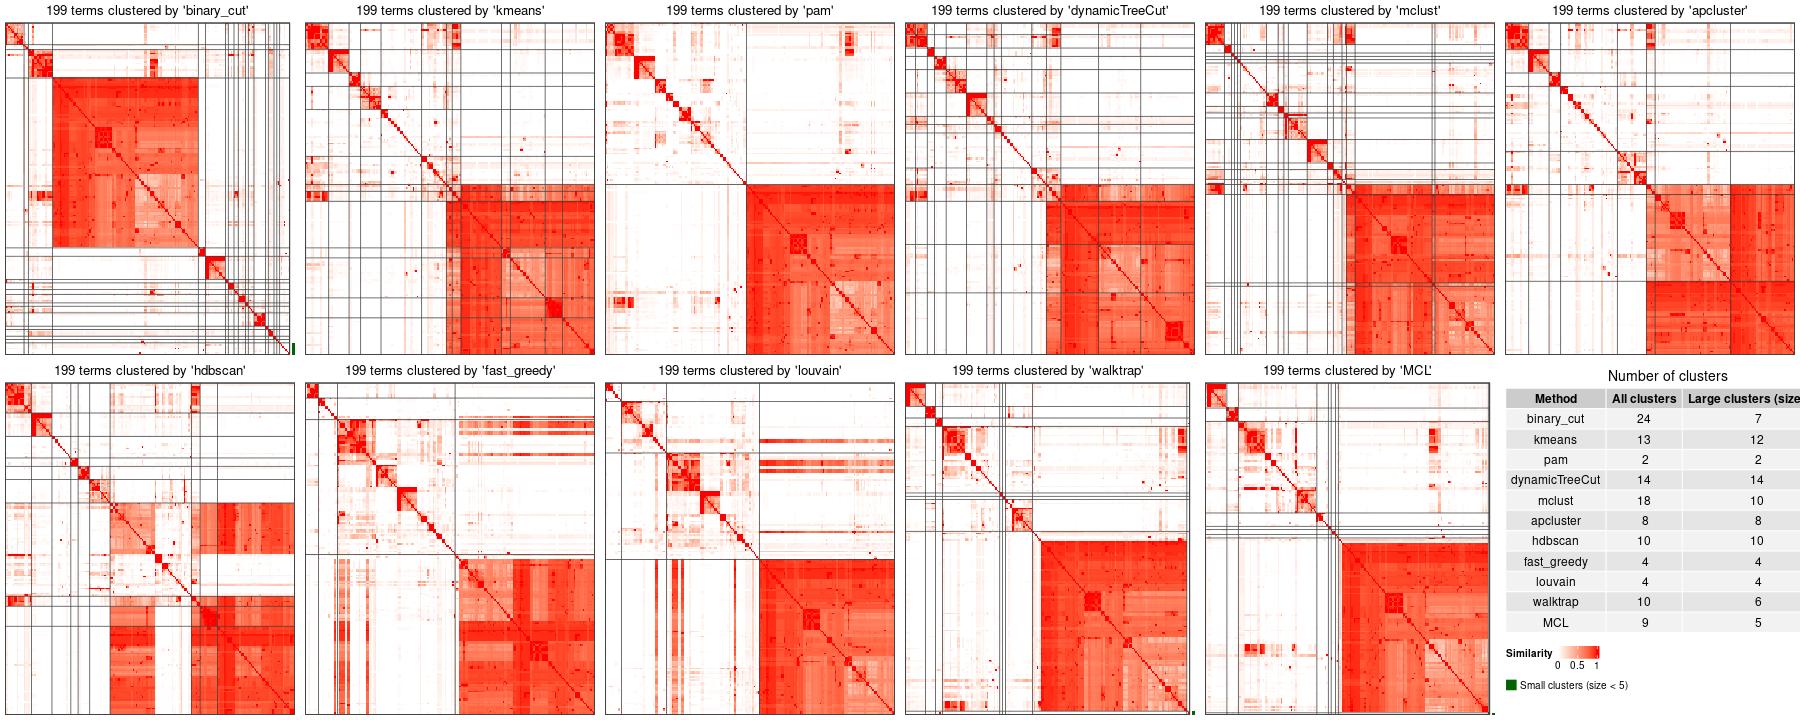 199 terms clustered by 'binary_cut'
199 terms clustered by 'kmeans'
199 terms clustered by 'pam'
199 terms clustered by 'dynamicTreeCut'
199 terms clustered by 'mclust'
199 terms clustered by 'apcluster'
199 terms clustered by 'hdbscan'
199 terms clustered by 'fast_greedy'
199 terms clustered by 'louvain'
199 terms clustered by 'walktrap'
199 terms clustered by 'MCL'
Number of clusters
Method All clusters Large clusters (size
binary_cut 24 7
kmeans 13 12
pam 2 2
dynamicTreeCut 14 14
mclust 18 10
apcluster 8 8
hdbscan 10 10
fast_greedy 4 4
louvain 4 4
walktrap 10 6
MCL 9 5
Similarity
0 0.5 1
Small clusters (size < 5)